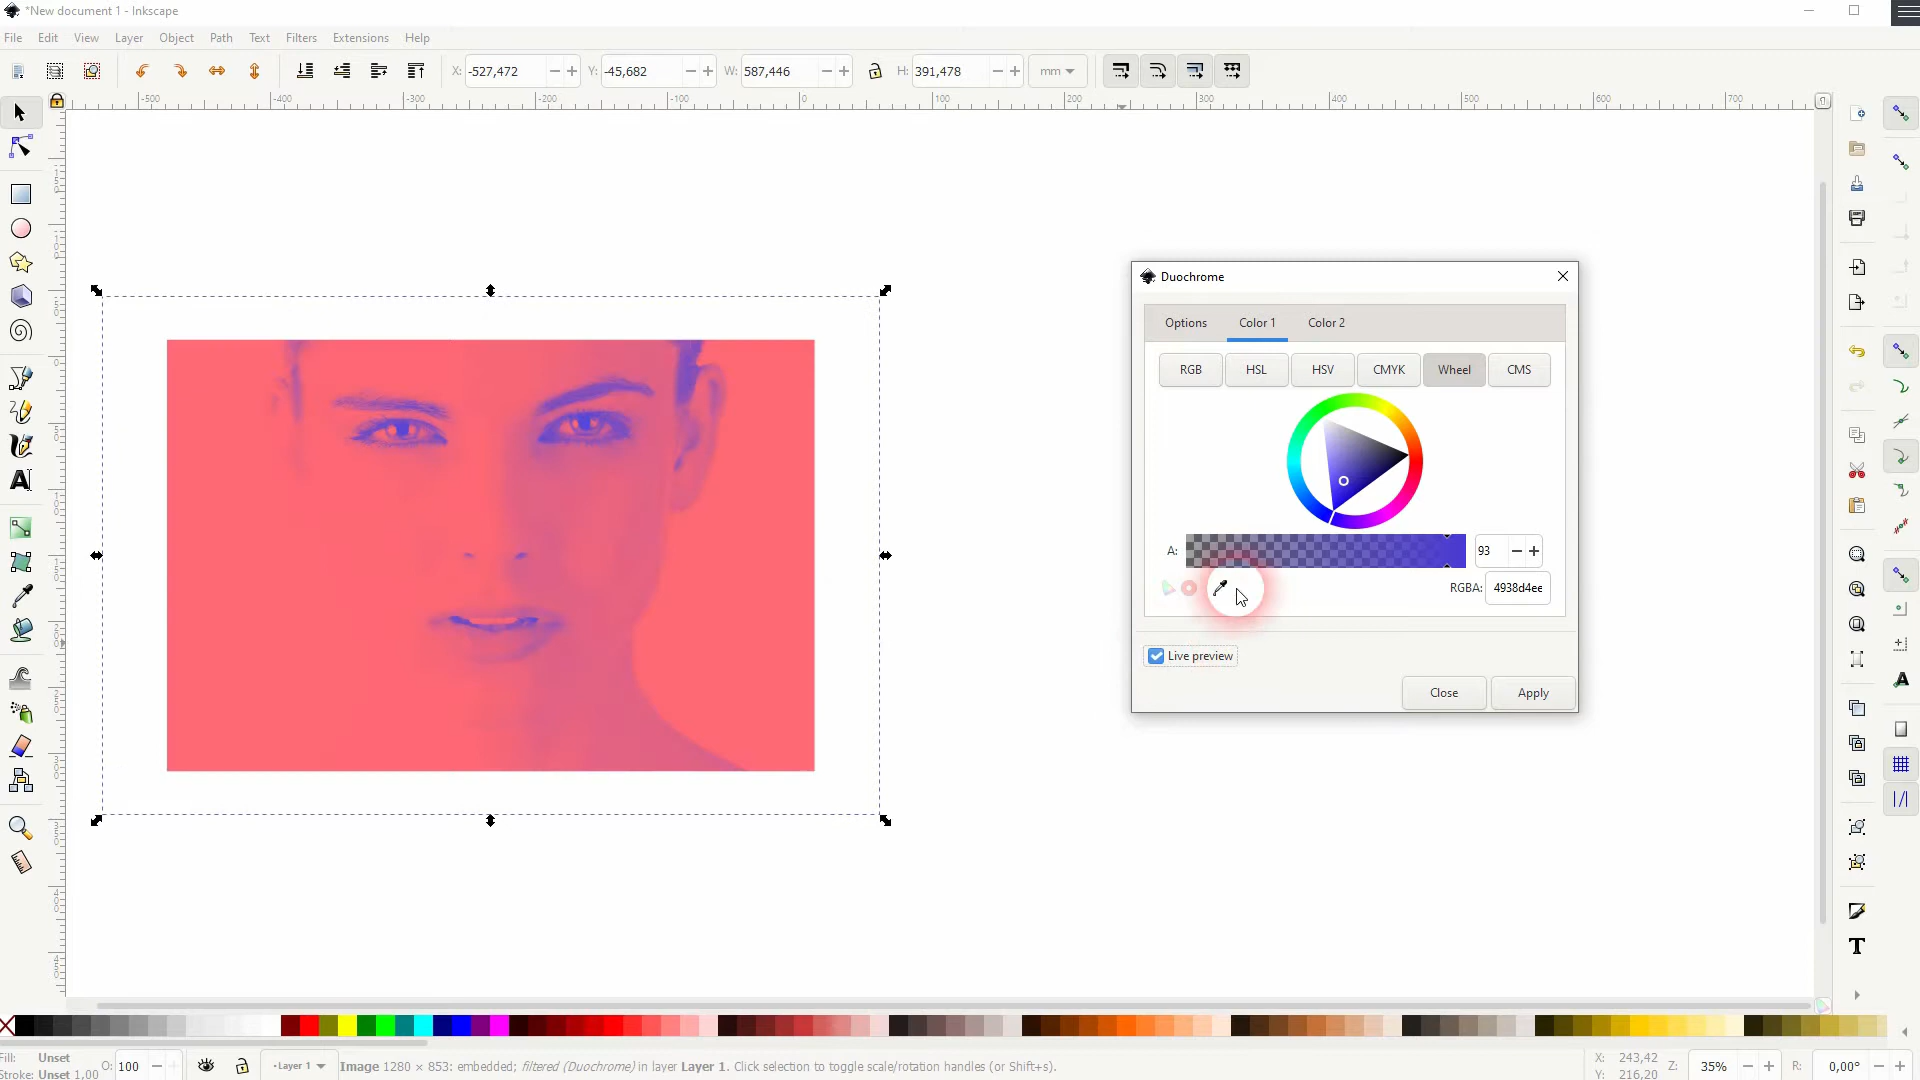 *New document 1 - Inkscape
File Edit View Layer Object Path Text Filters Extensions Help
X: -527,472 Y: -45,682 W: 587,446 H: 391,478 mm
-500 -400 -300 -200 -100 0 100 200 300 400 500 600 700
Duochrome
Options Color 1 Color 2
RGB HSL HSV CMYK Wheel CMS
A: 93
RGBA: 4938d4ee
Live preview
Close Apply
Fill: Unset
Stroke: Unset 1,00
O: 100
Layer 1
Image 1280 × 853: embedded; filtered (Duochrome) in layer Layer 1. Click selection to toggle scale/rotation handles (or Shift+s).
X: 243,42
Y: 216,20
Z: 35%
R: 0,00°